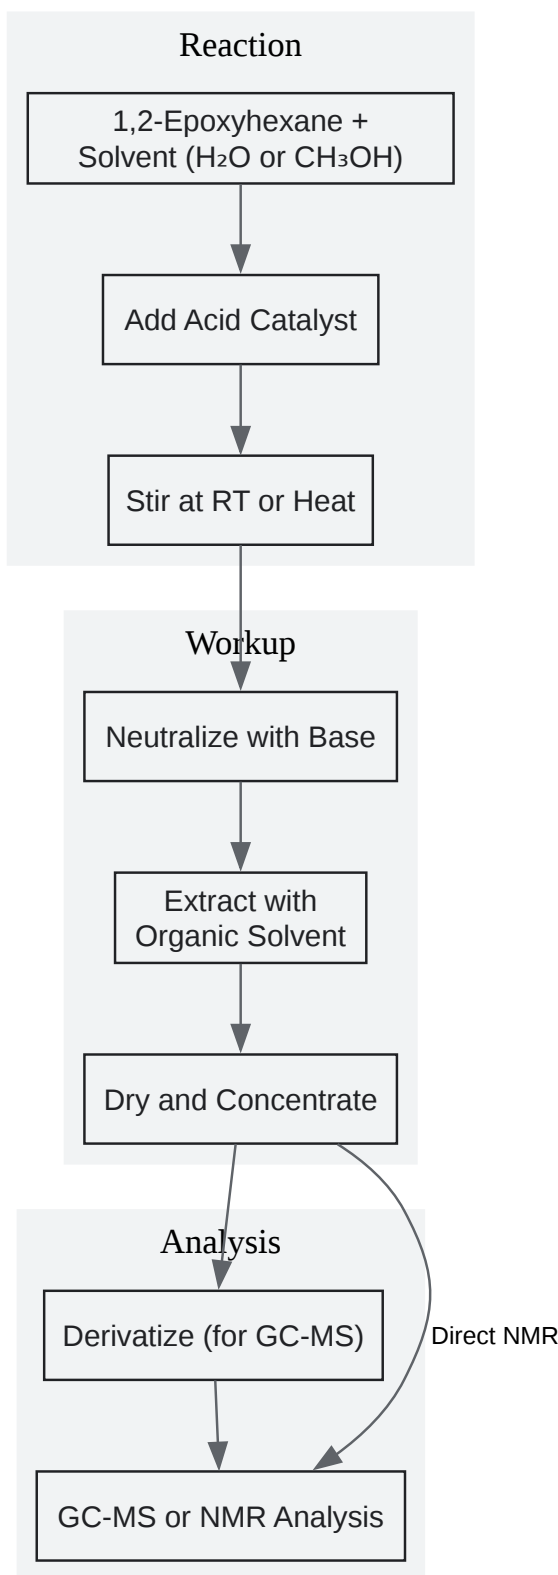 Reaction
1,2-Epoxyhexane +
Solvent (H₂O or CH₃OH)
Add Acid Catalyst
Stir at RT or Heat
Workup
Neutralize with Base
Extract with
Organic Solvent
Dry and Concentrate
Analysis
Derivatize (for GC-MS)
Direct NMR
GC-MS or NMR Analysis